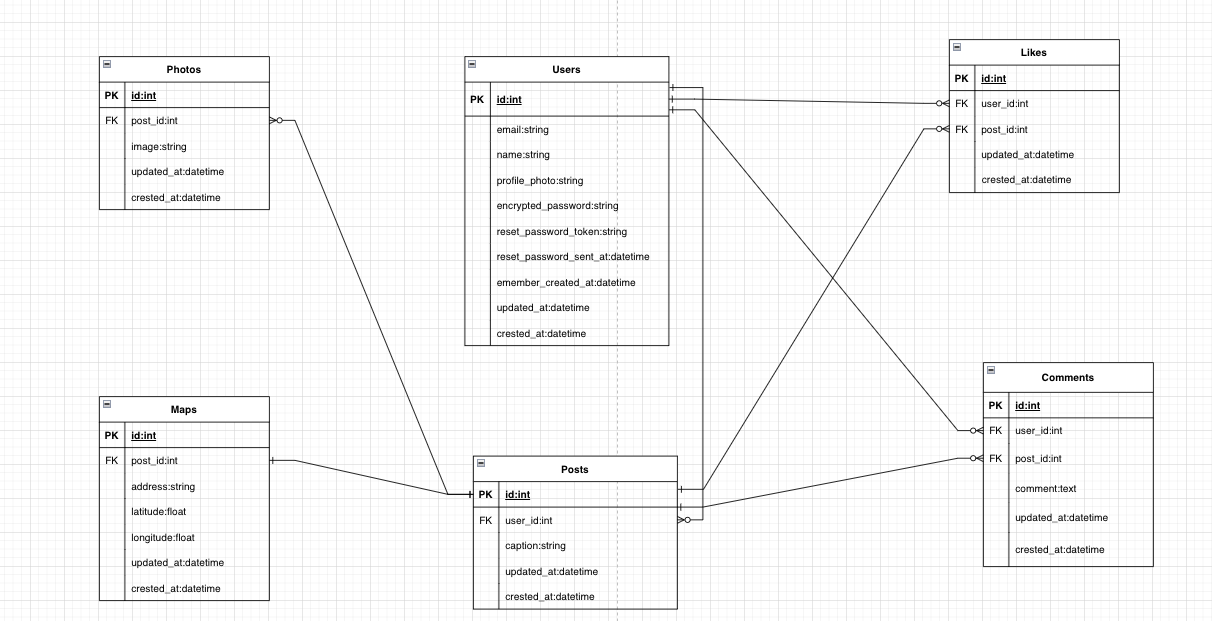 Photos
PK id:int
FK post_id:int
image:string
updated_at:datetime
crested_at:datetime
Users
PK id:int
email:string
name:string
profile_photo:string
encrypted_password:string
reset_password_token:string
reset_password_sent_at:datetime
emember_created_at:datetime
updated_at:datetime
crested_at:datetime
Likes
PK id:int
FK user_id:int
FK post_id:int
updated_at:datetime
crested_at:datetime
Maps
PK id:int
FK post_id:int
address:string
latitude:float
longitude:float
updated_at:datetime
crested_at:datetime
Posts
PK id:int
FK user_id:int
caption:string
updated_at:datetime
crested_at:datetime
Comments
PK id:int
FK user_id:int
FK post_id:int
comment:text
updated_at:datetime
crested_at:datetime